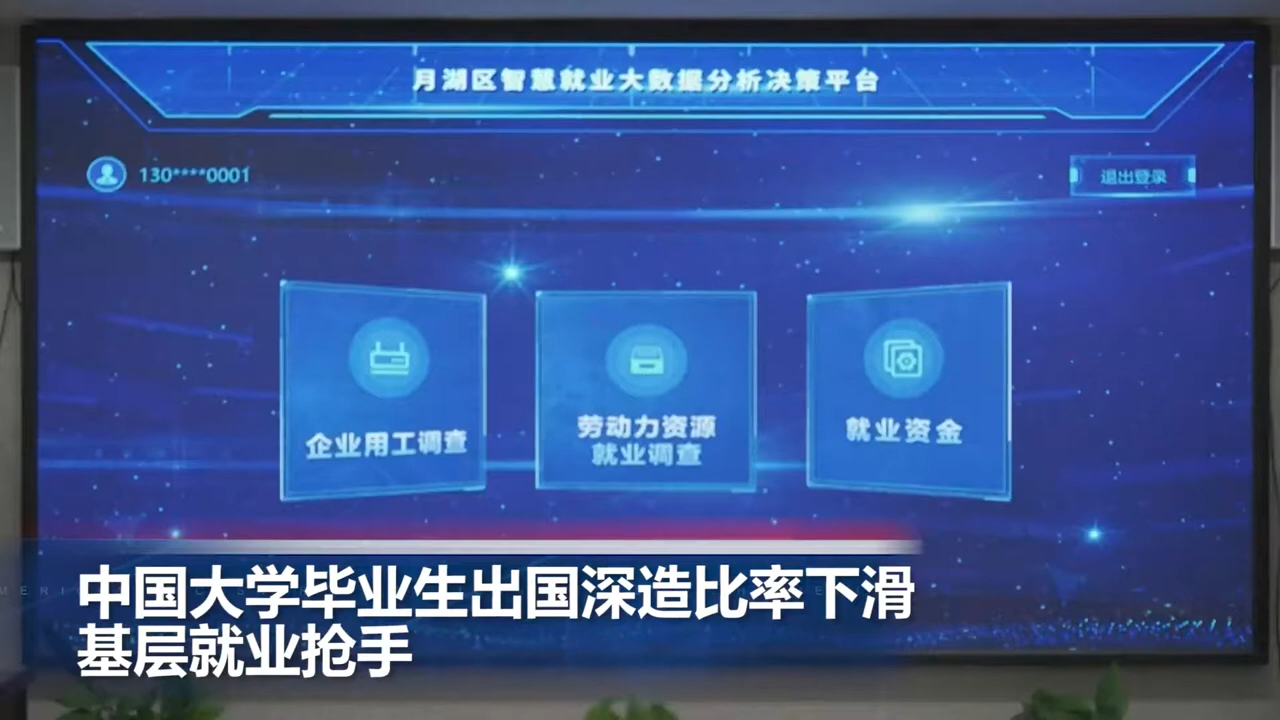 月湖区智慧就业大数据分析决策平台
130****0001
退出登录
企业用工调查
劳动力资源
就业调查
就业资金
中国大学毕业生出国深造比率下滑
基层就业抢手